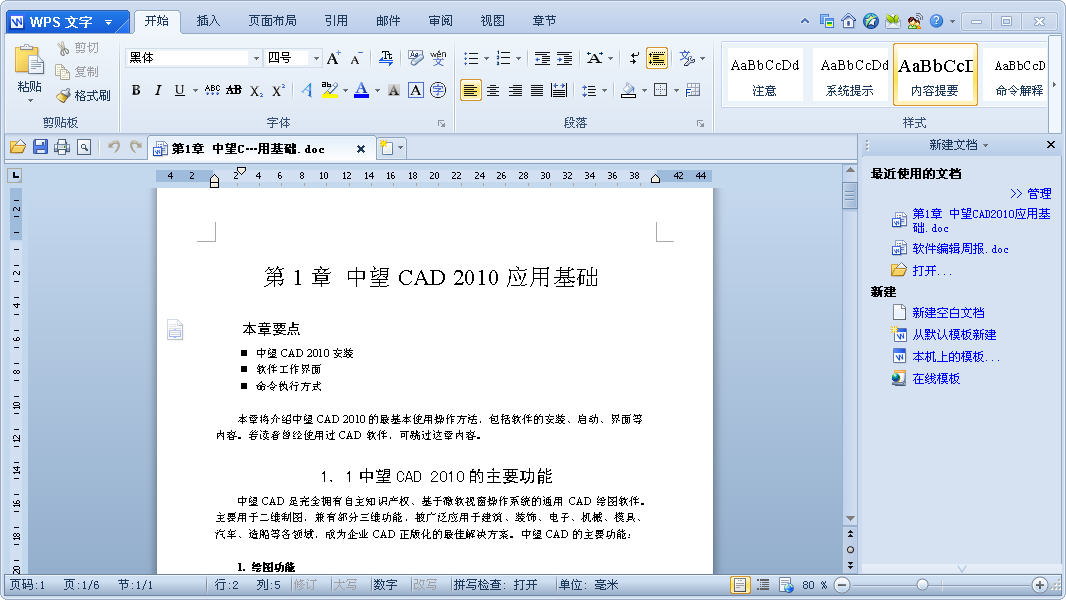 WPS 文字
开始 插入 页面布局 引用 邮件 审阅 视图 章节
粘贴
剪切
复制
格式刷
剪贴板
黑体 四号
字体
段落
AaBbCcDd 注意
AaBbCcDd 系统提示
AaBbCcD 内容提要
AaBbCcD 命令解释
样式
第1章 中望C…用基础.doc
新建文档
最近使用的文档
>> 管理
第1章 中望CAD2010应用基
础.doc
软件编辑周报.doc
打开...
新建
新建空白文档
从默认模板新建
本机上的模板...
在线模板
4 2 2 4 6 8 10 12 14 16 18 20 22 24 26 28 30 32 34 36 38 42 44
第 1 章 中望 CAD 2010 应用基础
本章要点
■ 中望 CAD 2010 安装
■ 软件工作界面
■ 命令执行方式
本章将介绍中望 CAD 2010 的最基本使用操作方法,包括软件的安装、启动、界面等
内容。若读者曾经使用过 CAD 软件,可跳过这章内容。
1. 1 中望 CAD 2010 的主要功能
中望 CAD 是完全拥有自主知识产权、基于微软视窗操作系统的通用 CAD 绘图软件。
主要用于二维制图,兼有部分三维功能,被广泛应用于建筑、装饰、电子、机械、模具、
汽车、造船等各领域,成为企业 CAD 正版化的最佳解决方案。中望 CAD 的主要功能:
1. 绘图功能
页码:1 页:1/6 节:1/1 行:2 列:5 修订 大写 数字 改写 拼写检查: 打开 单位: 毫米 80 %